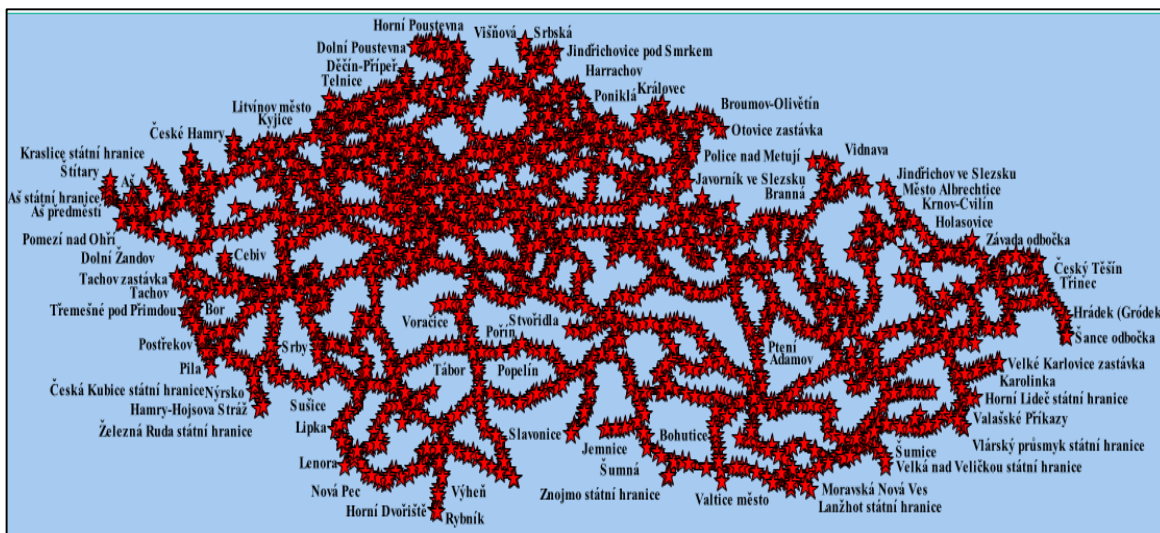 Horní Poustevna
Višňová
Srbská
Dolní Poustevna
Jindřichovice pod Smrkem
Děčín-Přípeř
Harrachov
Telnice
Královec
Poniklá
Litvínov město
Broumov-Olivětín
Kyjice
České Hamry
Otovice zastávka
Kraslice státní hranice
Police nad Metují
Vidnava
Štítary
Jindřichov ve Slezsku
Aš
Javorník ve Slezsku
Město Albrechtice
Aš státní hranice
Branná
Krnov-Cvilín
Aš předměstí
Holasovice
Pomezí nad Ohří
Závada odbočka
Dolní Žandov
Cebiv
Český Těšín
Tachov zastávka
Třinec
Tachov
Třemešné pod Přimdou
Bor
Hrádek (Gródek
Voračice
Pořín
Stvořidla
Šance odbočka
Postřekov
Srby
Ptení
Adamov
Pila
Tábor
Popelín
Velké Karlovice zastávka
Karolinka
Česká Kubice státní hranice
Nýrsko
Horní Lideč státní hranice
Hamry-Hojsova Stráž
Sušice
Valašské Příkazy
Železná Ruda státní hranice
Lipka
Slavonice
Bohutice
Jemnice
Vlárský průsmyk státní hranice
Šumice
Lenora
Šumná
Velká nad Veličkou státní hranice
Výheň
Nová Pec
Znojmo státní hranice
Moravská Nová Ves
Valtice město
Lanžhot státní hranice
Horní Dvořiště
Rybník